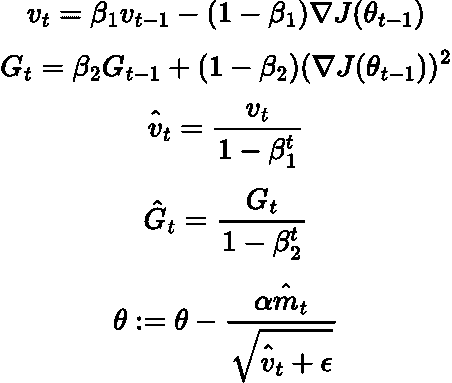 v_t = β_1 v_{t−1} − (1 − β_1)∇J(θ_{t−1})
G_t = β_2 G_{t−1} + (1 − β_2)(∇J(θ_{t−1}))^2
\hat{v}_t = \frac{v_t}{1 − β_1^t}
\hat{G}_t = \frac{G_t}{1 − β_2^t}
θ := θ − \frac{α\hat{m}_t}{\sqrt{\hat{v}_t + ϵ}}